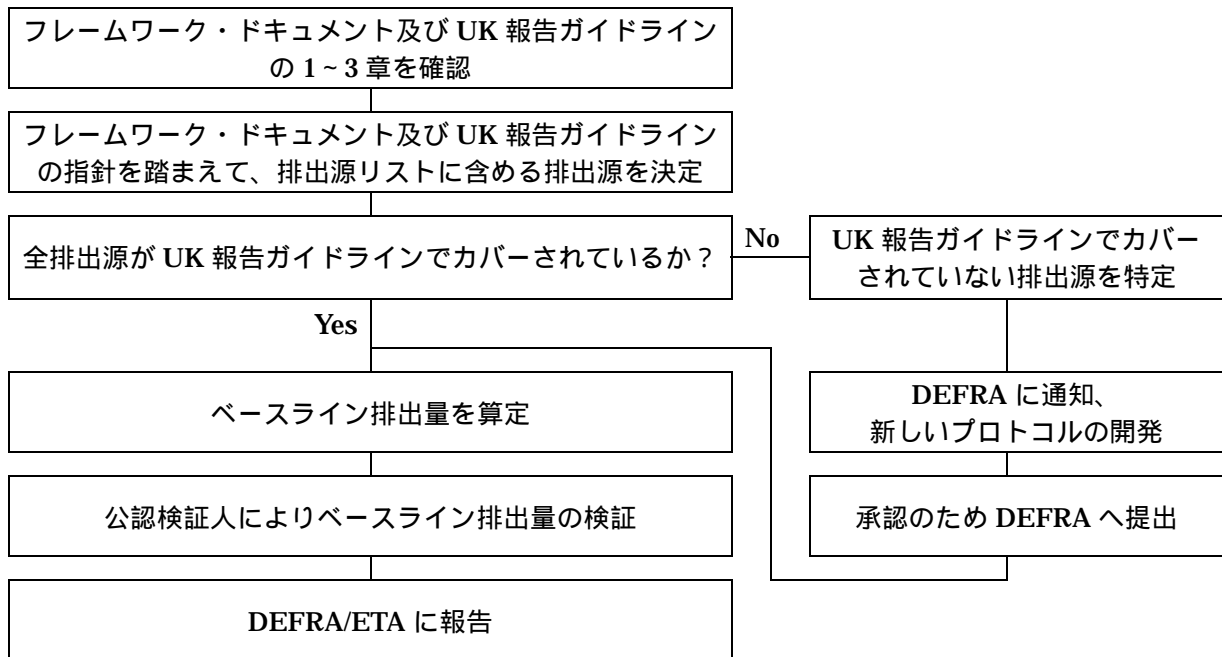 フレームワーク・ドキュメント及び UK 報告ガイドライン
の 1~3 章を確認
フレームワーク・ドキュメント及び UK 報告ガイドライン
の指針を踏まえて、排出源リストに含める排出源を決定
全排出源が UK 報告ガイドラインでカバーされているか？
No
UK 報告ガイドラインでカバー
されていない排出源を特定
Yes
ベースライン排出量を算定
DEFRA に通知、
新しいプロトコルの開発
公認検証人によりベースライン排出量の検証
承認のため DEFRA へ提出
DEFRA/ETA に報告